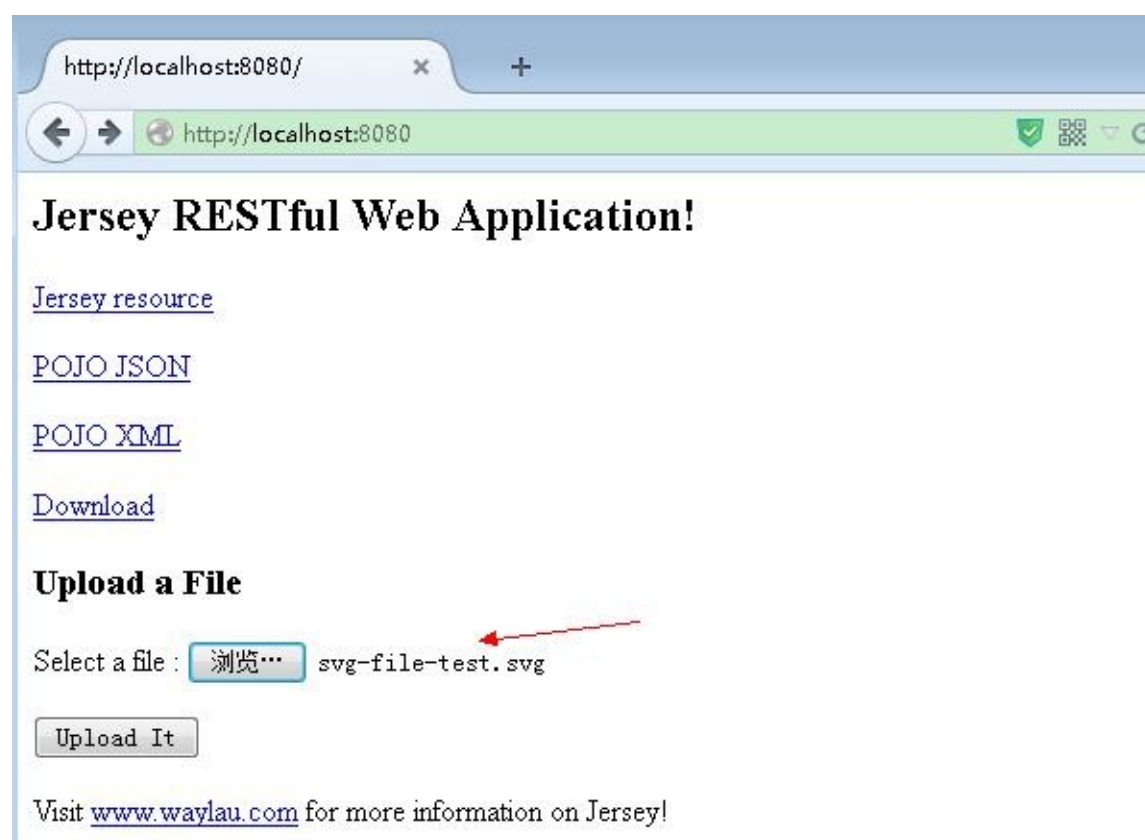 http://localhost:8080/
http://localhost:8080
Jersey RESTful Web Application!
Jersey resource
POJO JSON
POJO XML
Download
Upload a File
Select a file : 浏览… svg-file-test.svg
Upload It
Visit www.waylau.com for more information on Jersey!